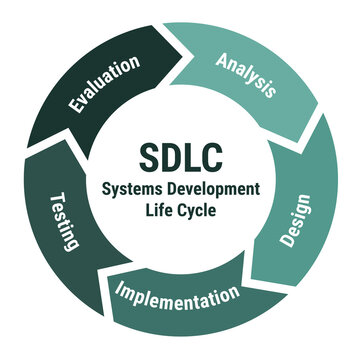 SDLC
Systems Development
Life Cycle
Analysis
Design
Implementation
Testing
Evaluation